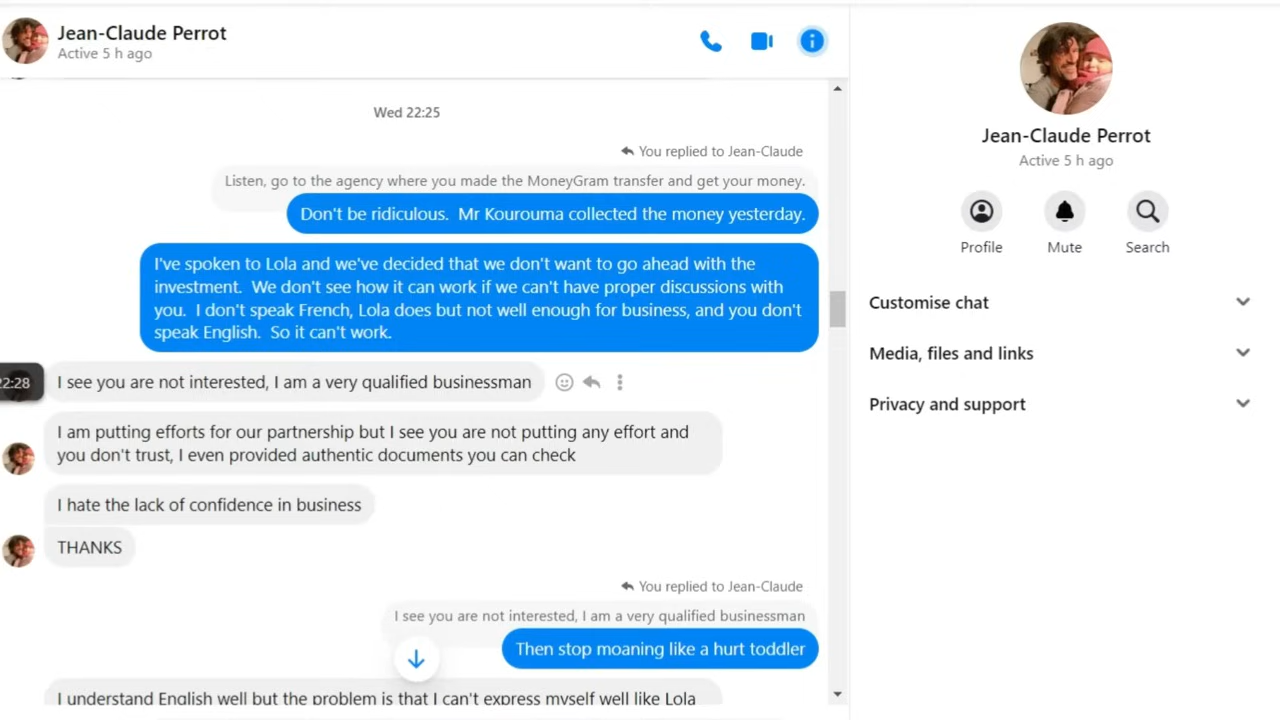 Jean-Claude Perrot
Active 5 h ago
Wed 22:25
You replied to Jean-Claude
Listen, go to the agency where you made the MoneyGram transfer and get your money.
Don't be ridiculous. Mr Kourouma collected the money yesterday.
I've spoken to Lola and we've decided that we don't want to go ahead with the
investment. We don't see how it can work if we can't have proper discussions with
you. I don't speak French, Lola does but not well enough for business, and you don't
speak English. So it can't work.
22:28
I see you are not interested, I am a very qualified businessman
I am putting efforts for our partnership but I see you are not putting any effort and
you don't trust, I even provided authentic documents you can check
I hate the lack of confidence in business
THANKS
You replied to Jean-Claude
I see you are not interested, I am a very qualified businessman
Then stop moaning like a hurt toddler
I understand English well but the problem is that I can't express myself well like Lola
Jean-Claude Perrot
Active 5 h ago
Profile
Mute
Search
Customise chat
Media, files and links
Privacy and support